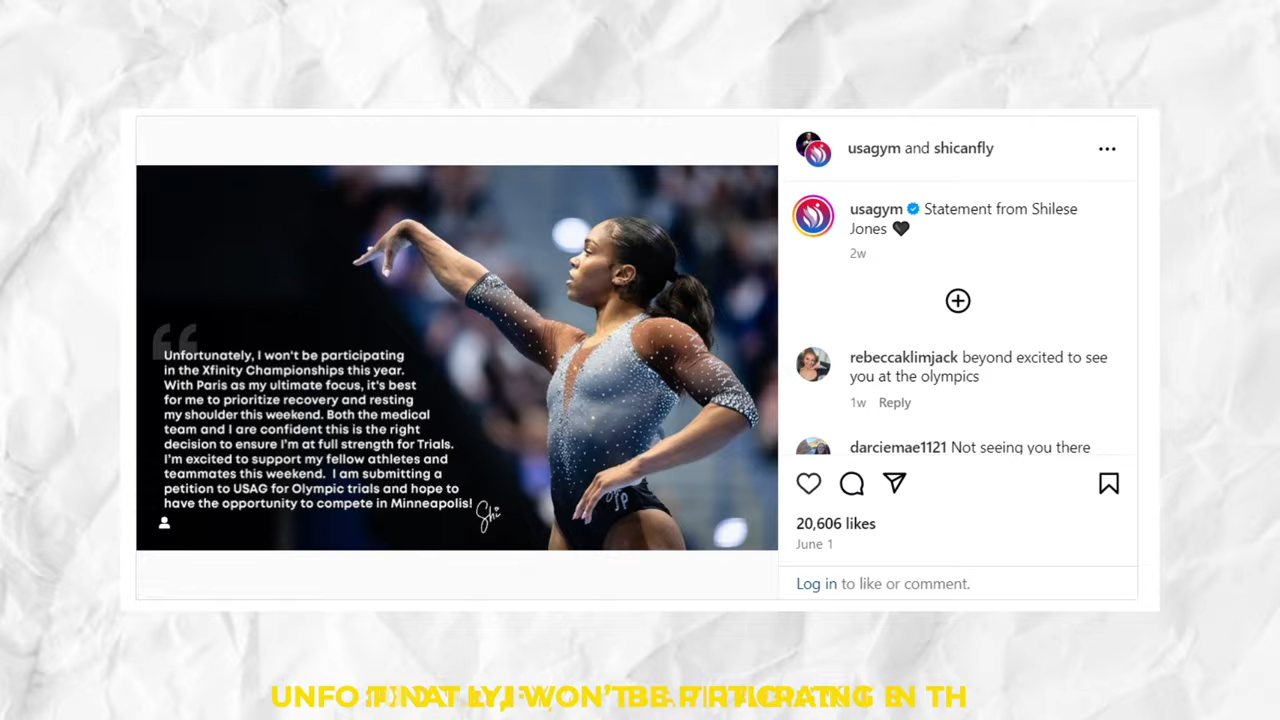 usagym and shicanfly
usagym Statement from Shilese
Jones
2w
Unfortunately, I won't be participating
in the Xfinity Championships this year.
With Paris as my ultimate focus, it's best
for me to prioritize recovery and resting
my shoulder this weekend. Both the medical
team and I are confident this is the right
decision to ensure I'm at full strength for Trials.
I'm excited to support my fellow athletes and
teammates this weekend. I am submitting a
petition to USAG for Olympic trials and hope to
have the opportunity to compete in Minneapolis!
Shi
rebeccaklimjack beyond excited to see
you at the olympics
1w Reply
darciemae1121 Not seeing you there
20,606 likes
June 1
Log in to like or comment.
WON'T BE